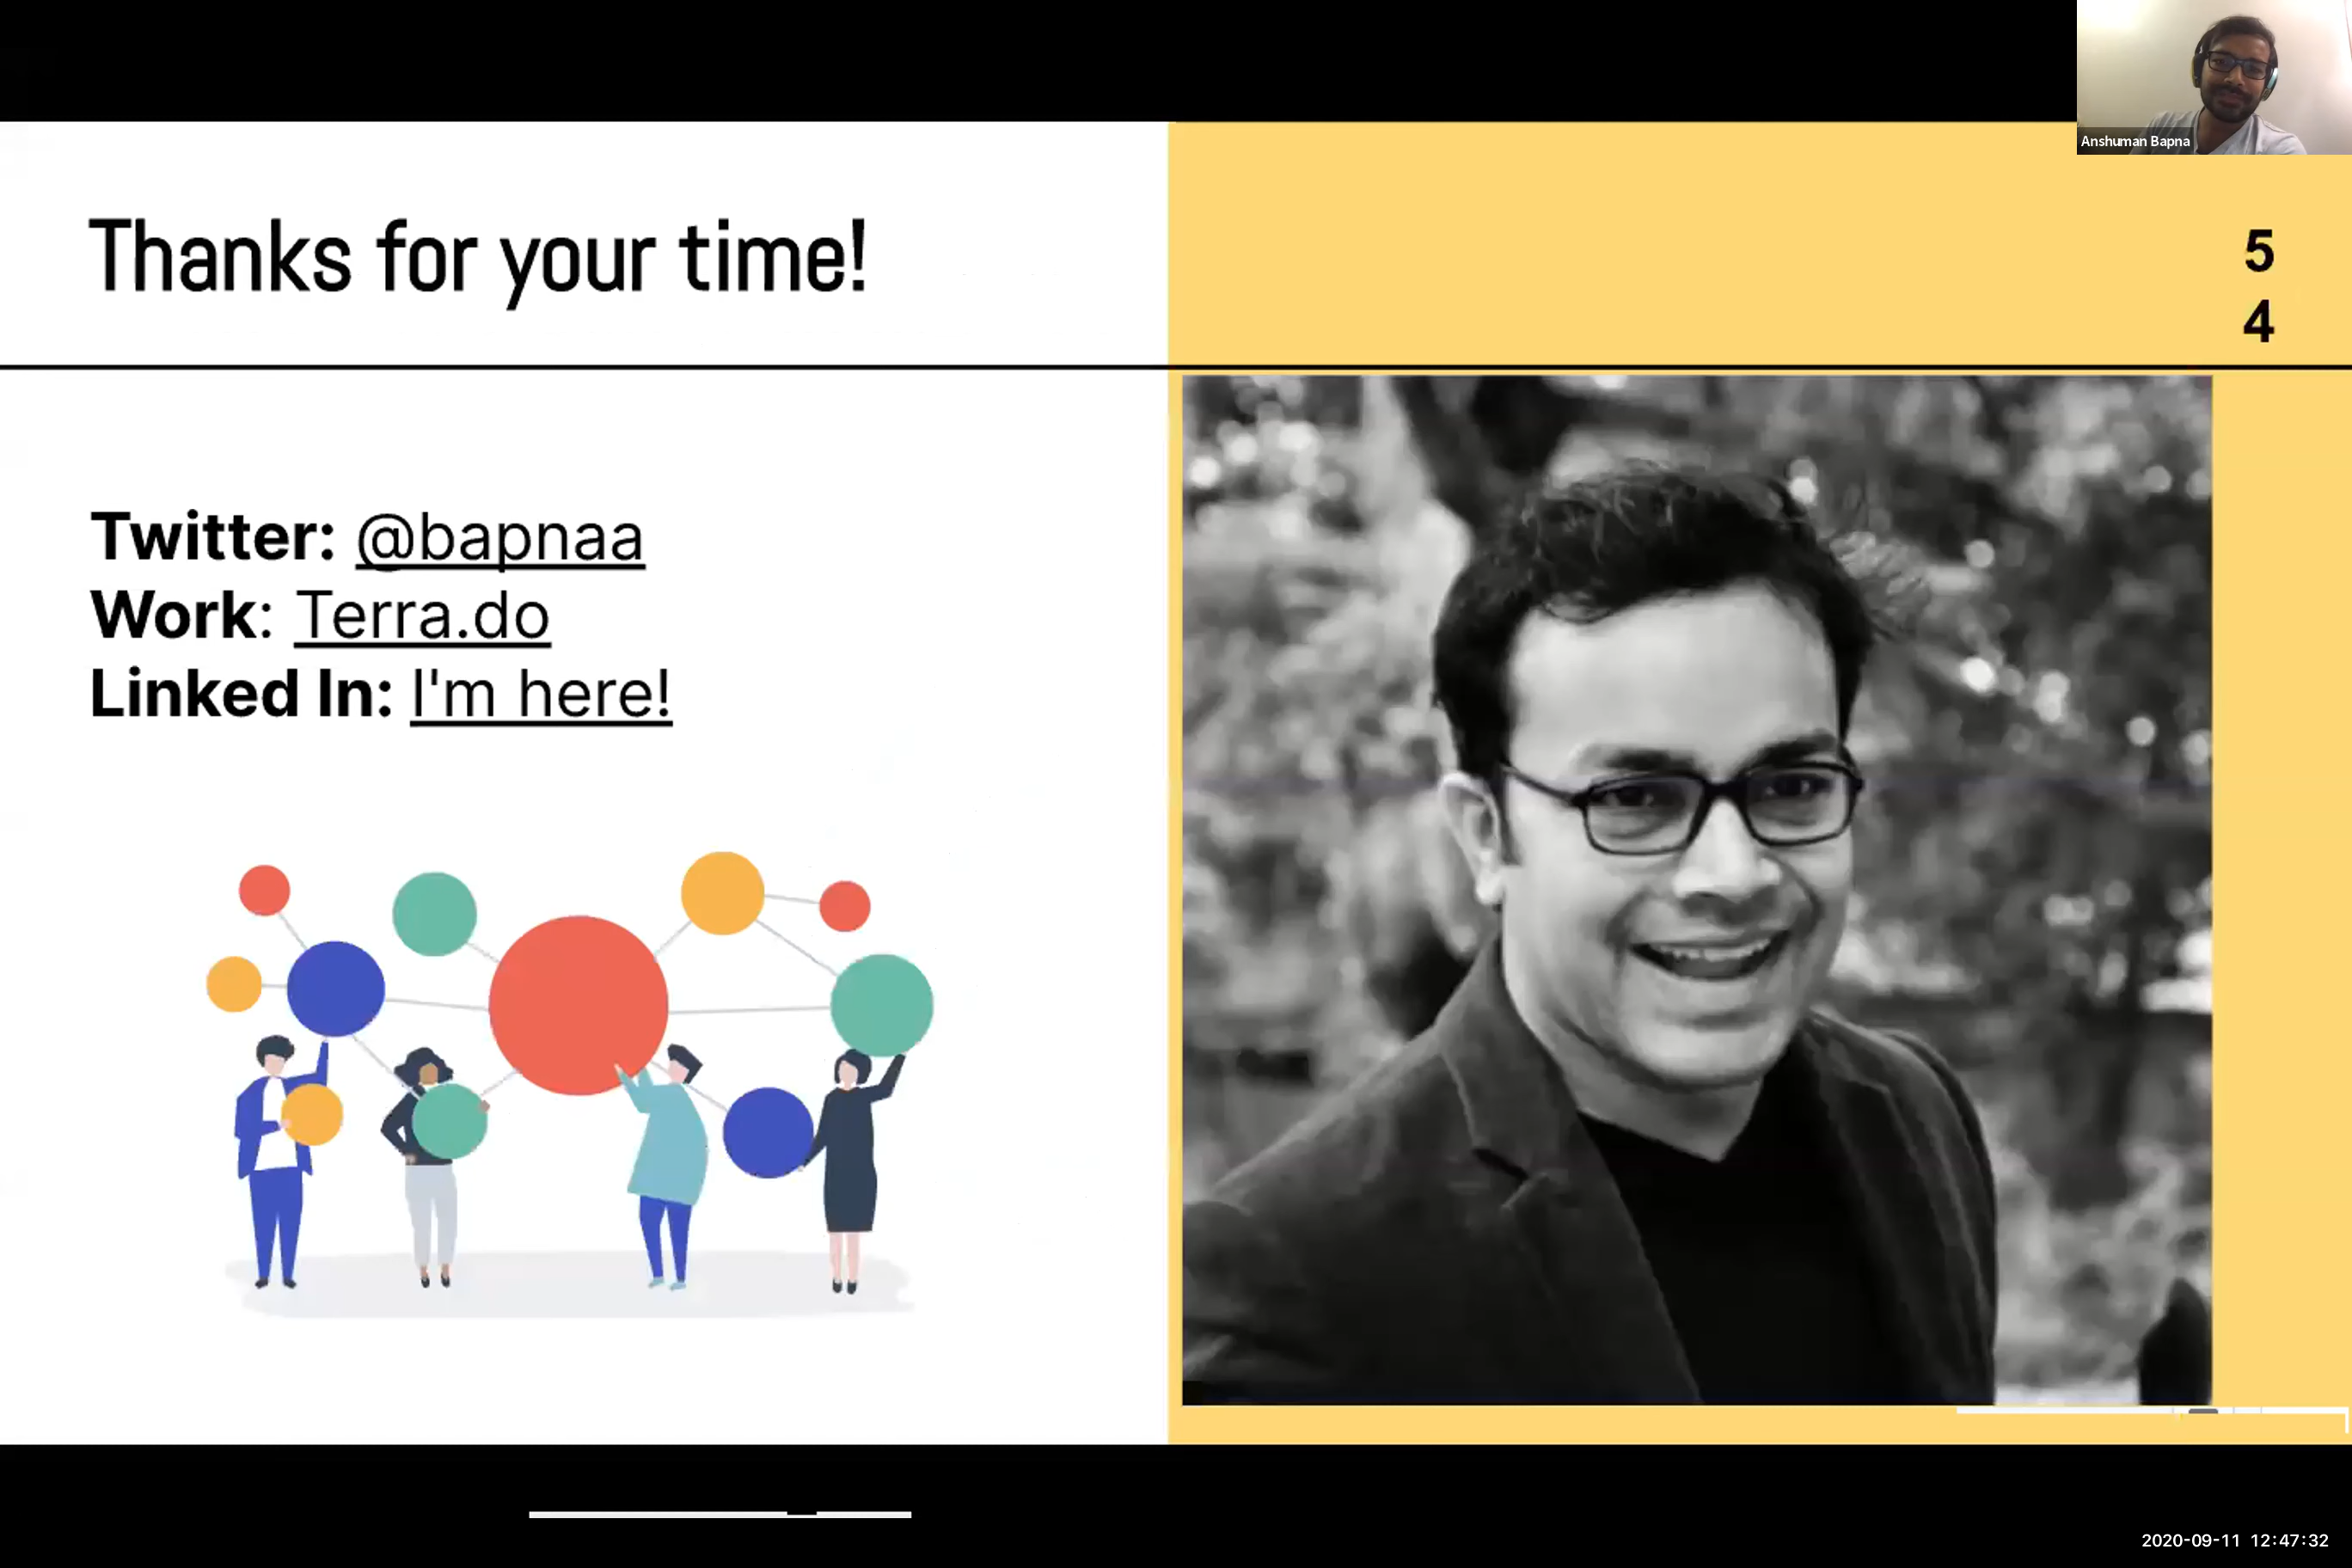 Anshuman Bapna
Thanks for your time!
5
4
Twitter: @bapnaa
Work: Terra.do
Linked In: I'm here!
2020-09-11 12:47:32